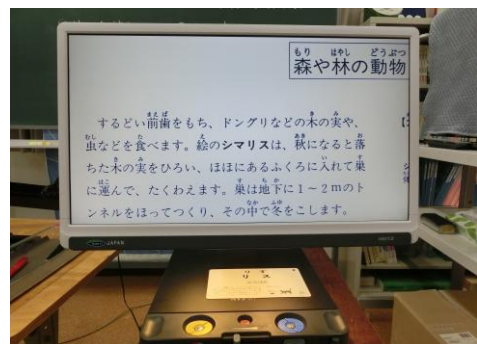 森や林の動物
するどい前歯をもち、ドングリなどの木の実や、
虫などを食べます。絵のシマリスは、秋になると落
ちた木の実をひろい、ほほにあるふくろに入れて巣
に運んで、たくわえます。巣は地下に1～2mのト
ンネルをほってつくり、その中で冬をこします。
JAPAN
リス